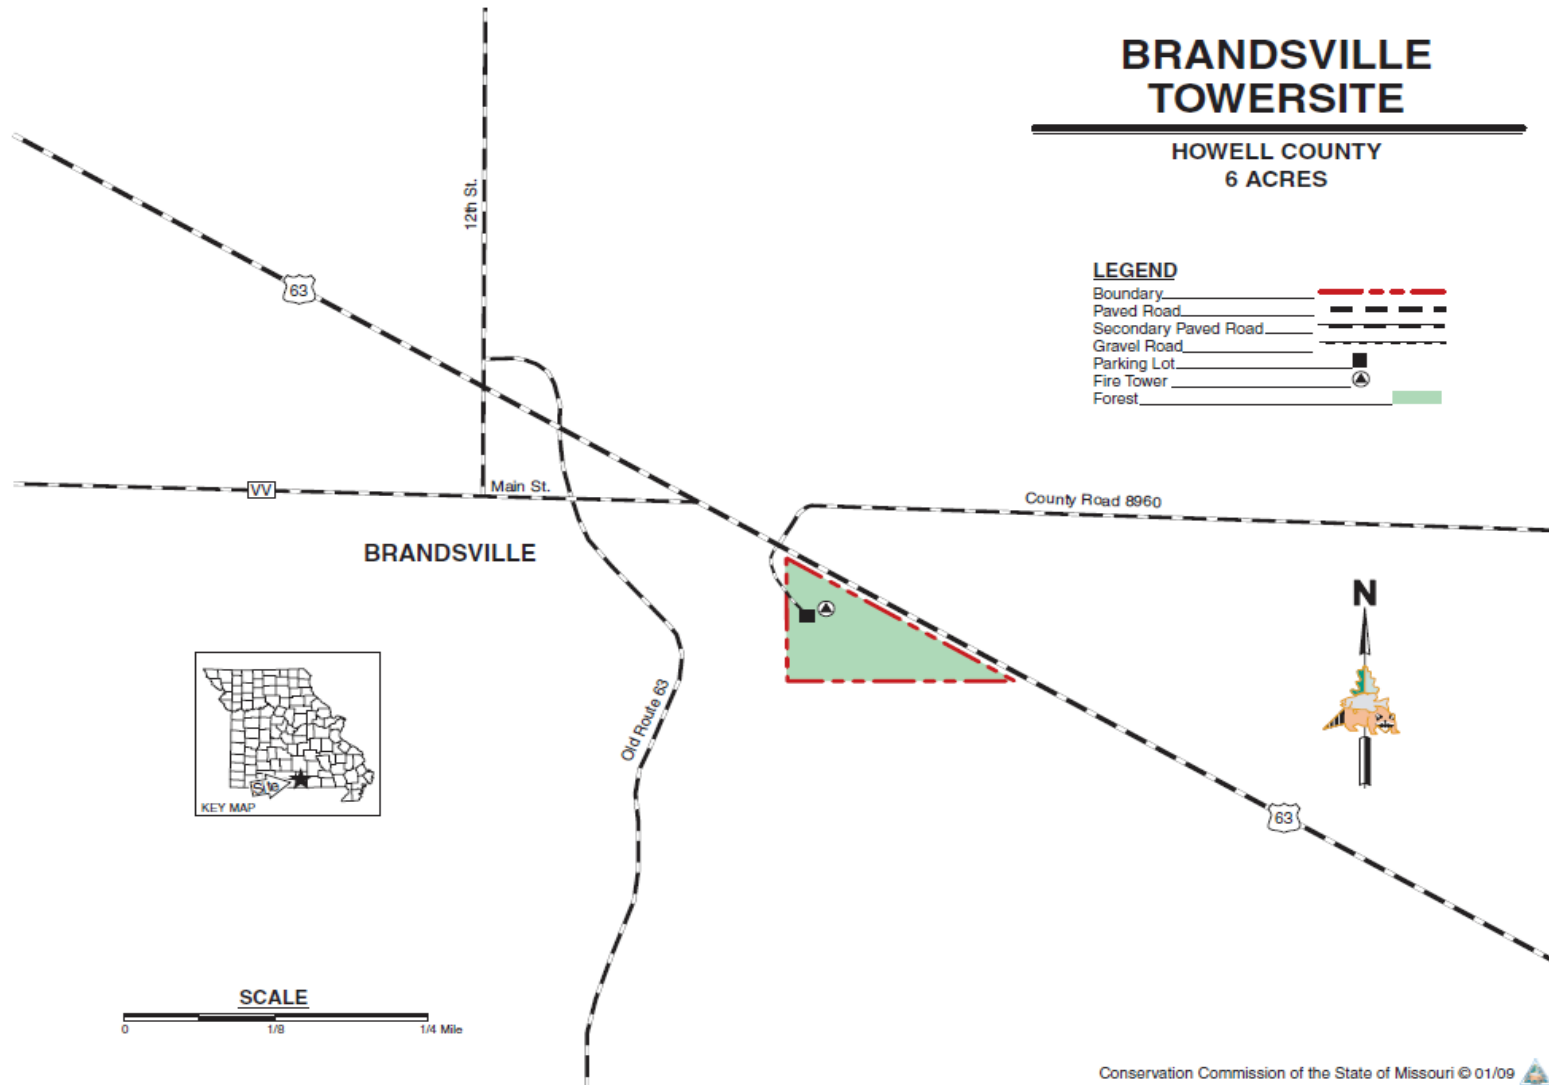 BRANDSVILLE
TOWERSITE
HOWELL COUNTY
6 ACRES
12th St.
63
LEGEND
Boundary
Paved Road
Secondary Paved Road
Gravel Road
Parking Lot
Fire Tower
Forest
VV
Main St.
County Road 8960
BRANDSVILLE
N
Old Route 63
Site
KEY MAP
63
SCALE
0 1/8 1/4 Mile
Conservation Commission of the State of Missouri © 01/09